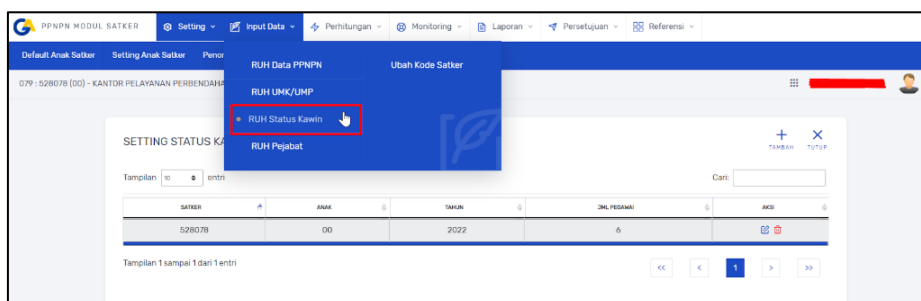 PPNPN MODUL SATKER Setting Input Data Perhitungan Monitoring Laporan Persetujuan Referensi
Default Anak Satker Setting Anak Satker
RUH Data PPNPN Ubah Kode Satker
079 : 528078 (00) - KANTOR PELAYANAN
RUH UMK/UMP
RUH Status Kawin
SETTING STATUS
TAMBAH TUTUP
RUH Pejabat
Tampilan 10 entri Cari:
SATKER ANAK TAHUN JML PEGAWAI AKSI
528078 00 2022 6
Tampilan 1 sampai 1 dari 1 entri << < 1 > >>